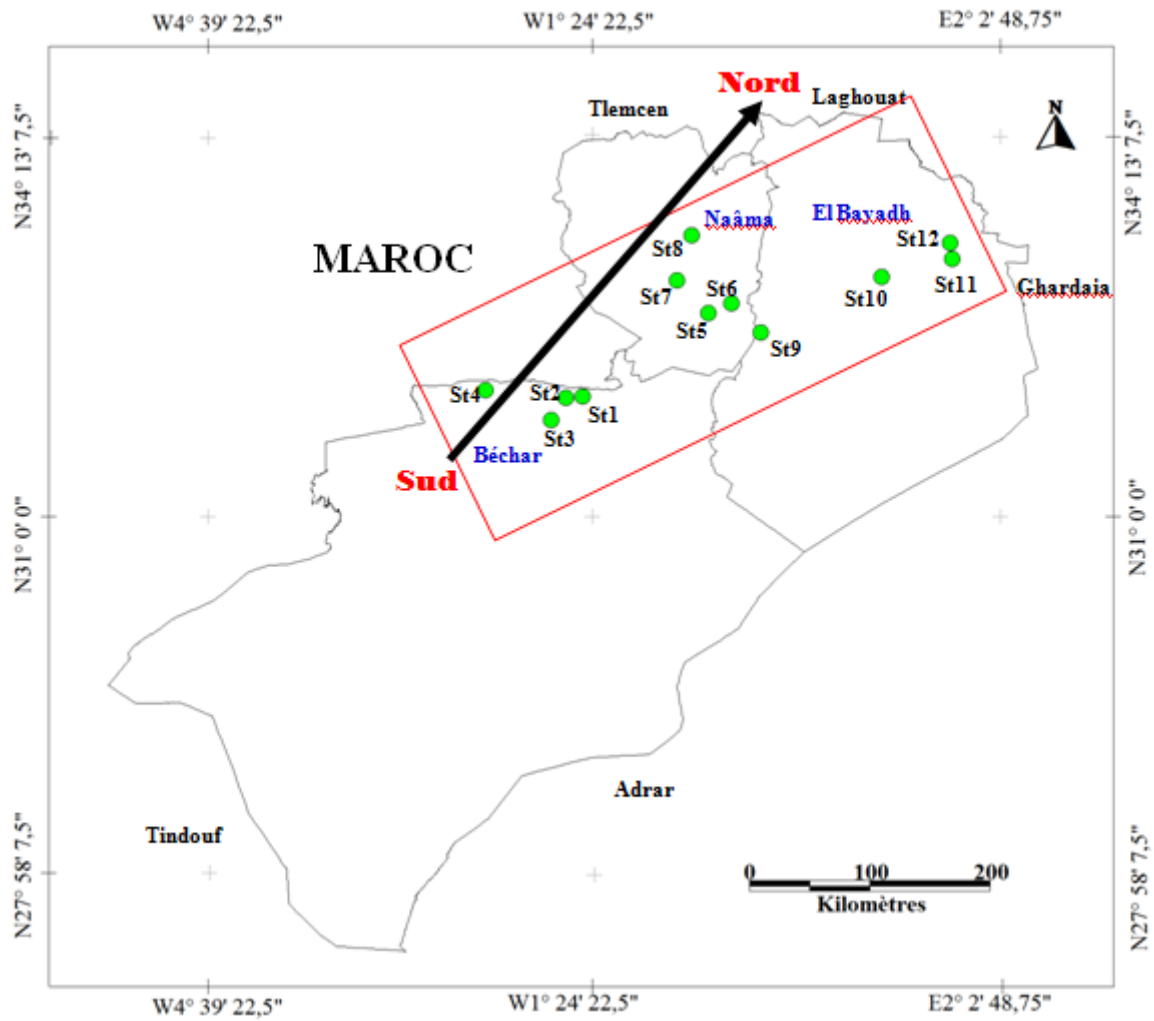 W4° 39' 22,5"
W1° 24' 22,5"
E2° 2' 48,75"
Nord
Laghouat
Tlemcen
N
N34° 13' 7,5"
N34° 13' 7,5"
Naâma
El Bayadh
St8
St12
MAROC
St11
Ghardaia
St7
St6
St10
St5
St9
St4
St2
St1
St3
Béchar
Sud
N31° 0' 0"
N31° 0' 0"
Adrar
Tindouf
N27° 58' 7,5"
N27° 58' 7,5"
0 100 200
Kilomètres
W4° 39' 22,5"
W1° 24' 22,5"
E2° 2' 48,75"